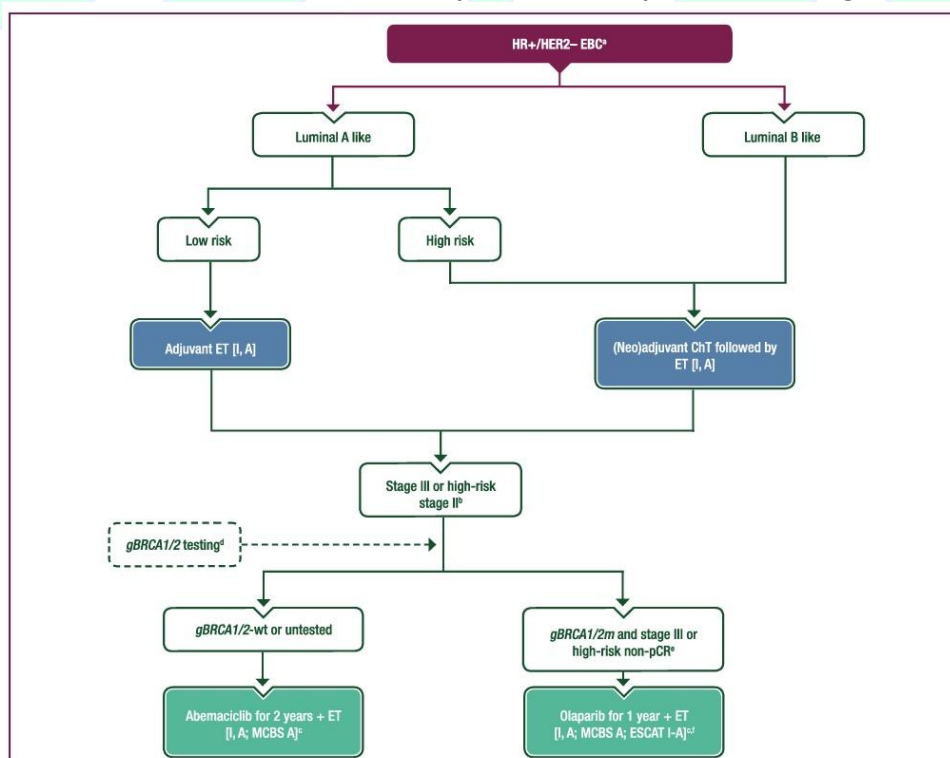 HR+/HER2– EBCᵃ
Luminal A like
Luminal B like
Low risk
High risk
Adjuvant ET [I, A]
(Neo)adjuvant ChT followed by
ET [I, A]
Stage III or high-risk
stage IIᵇ
gBRCA1/2 testingᵈ
gBRCA1/2-wt or untested
gBRCA1/2m and stage III or
high-risk non-pCRᵉ
Abemaciclib for 2 years + ET
[I, A; MCBS A]ᶜ
Olaparib for 1 year + ET
[I, A; MCBS A; ESCAT I-A]ᶜ,ᶠ